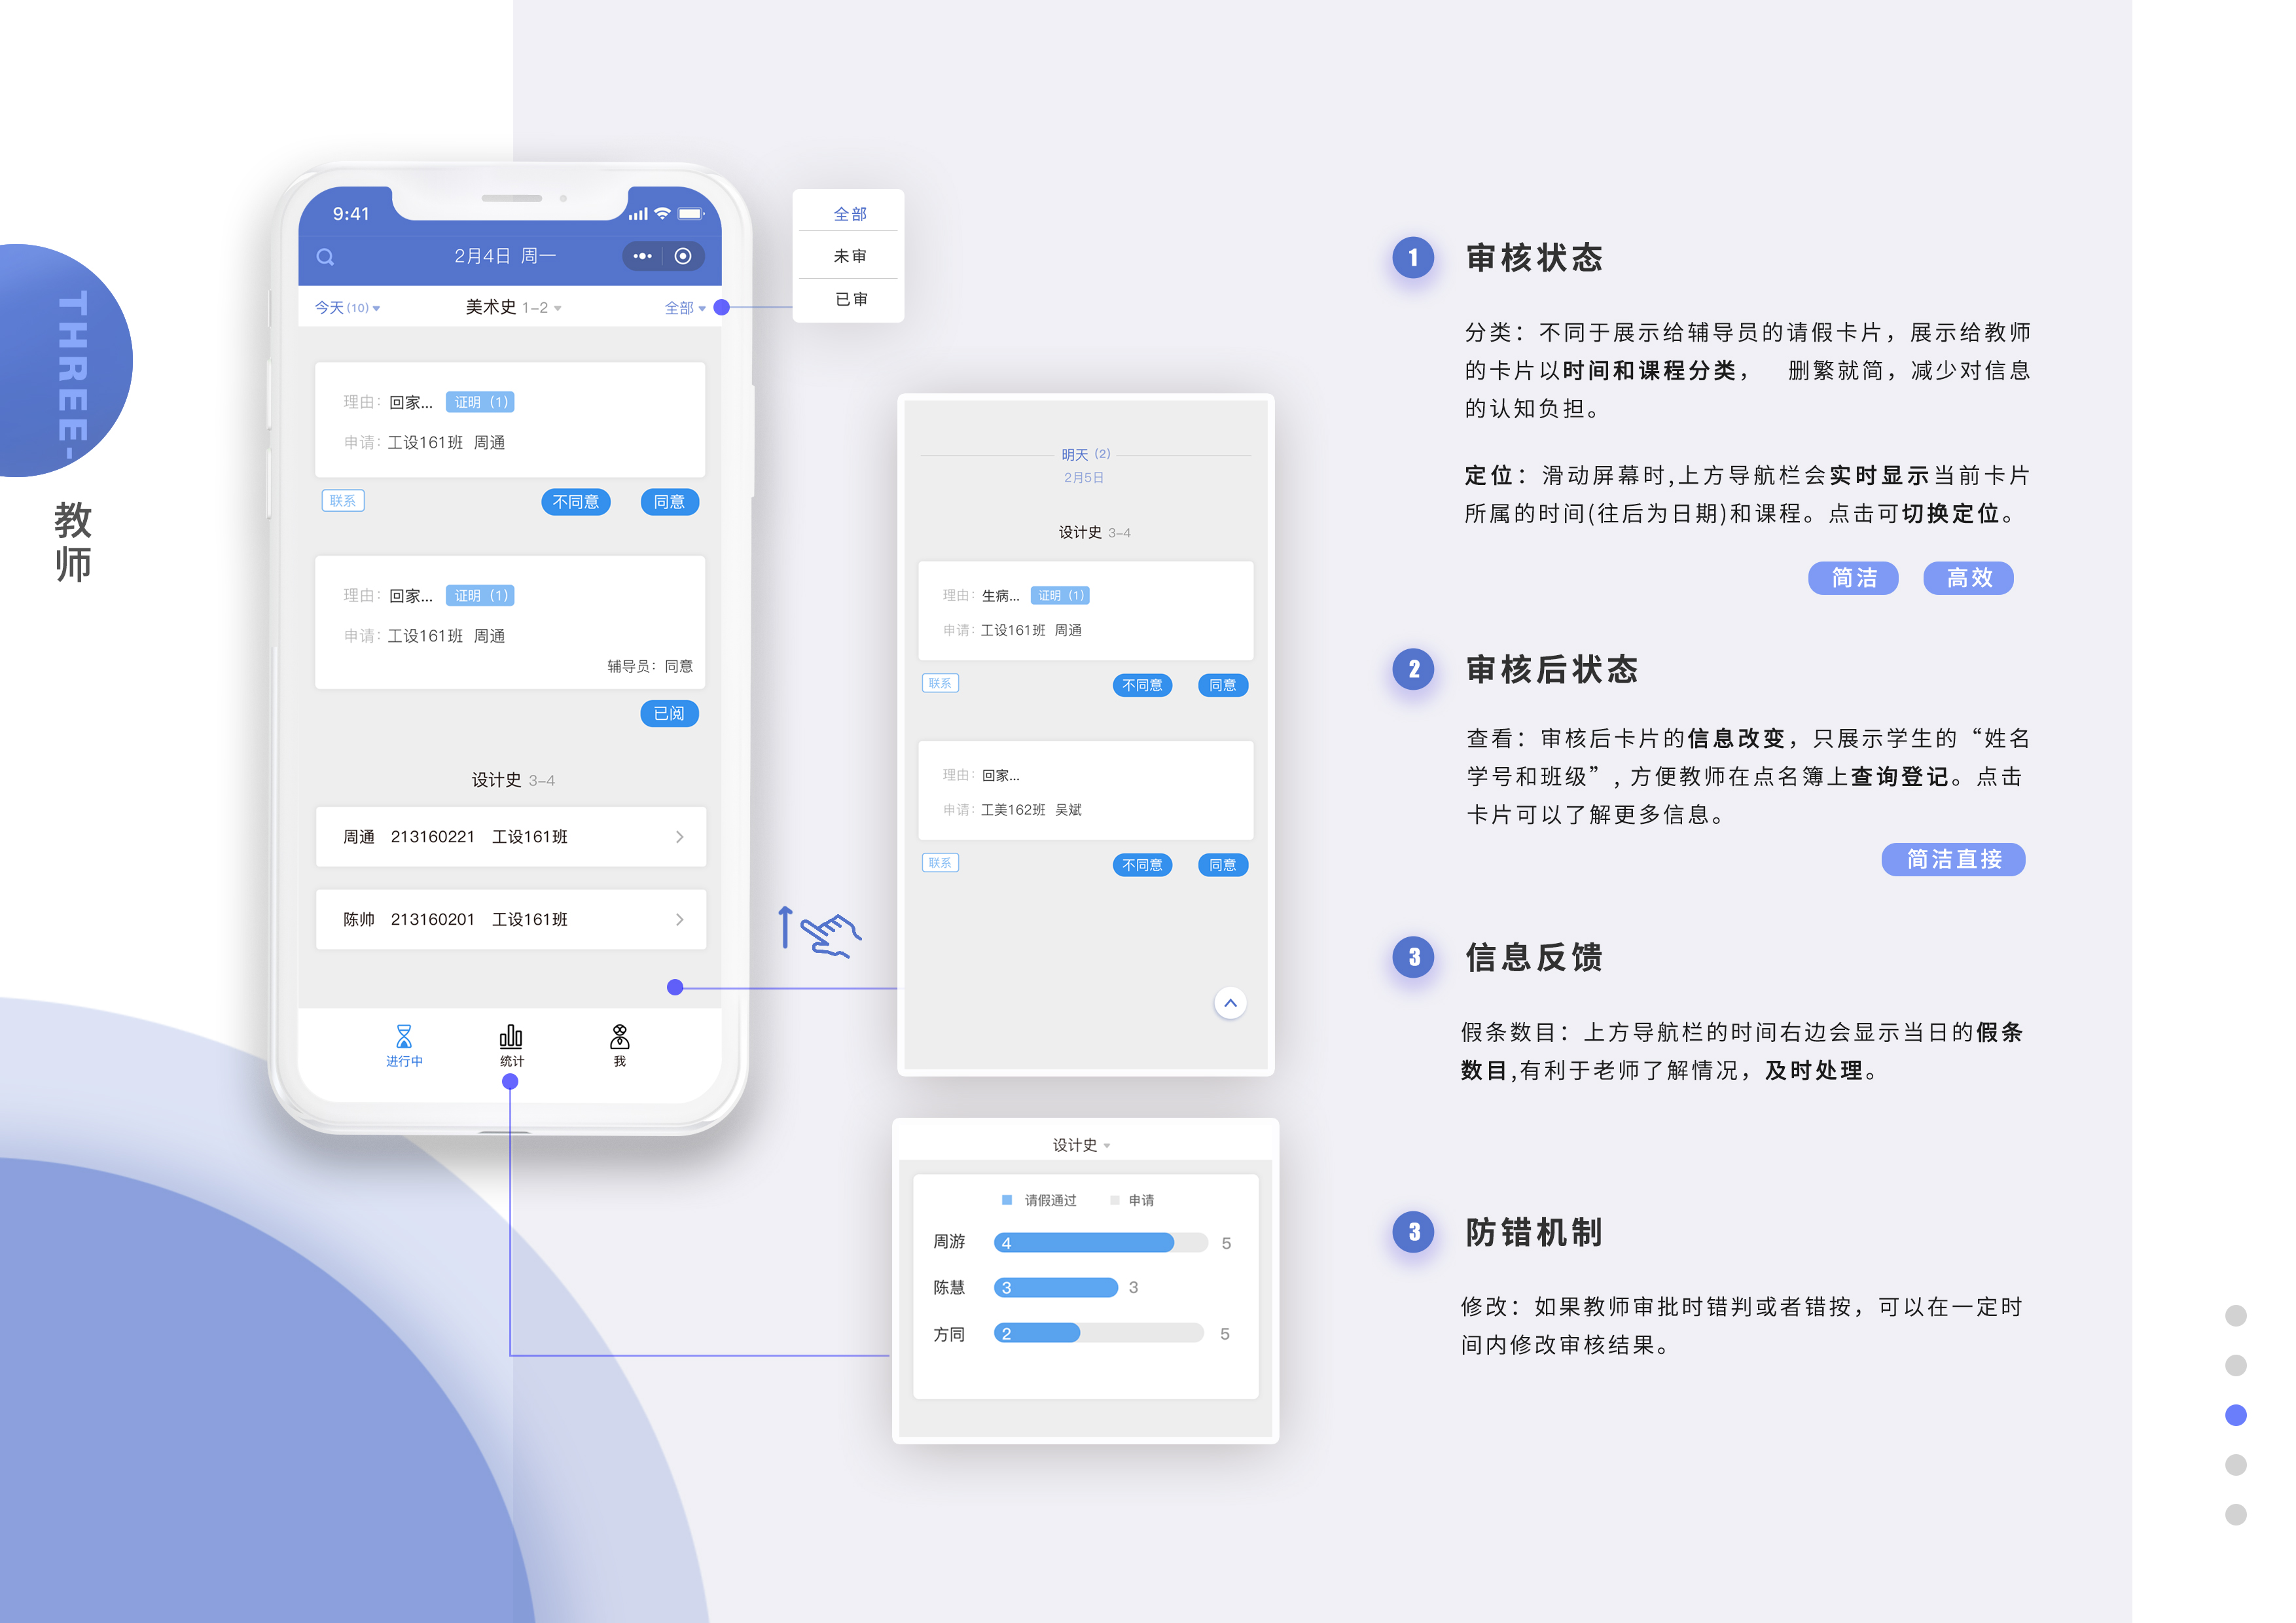 THREE-
教
师
9:41
2月4日 周一
今天(10)
美术史 1-2
全部
理由：回家... 证明（1）
申请：工设161班 周通
联系
不同意
同意
理由：回家... 证明（1）
申请：工设161班 周通
辅导员：同意
已阅
设计史 3-4
周通 213160221 工设161班
陈帅 213160201 工设161班
进行中
统计
我
全部
未审
已审
明天（2）
2月5日
设计史 3-4
理由：生病... 证明（1）
申请：工设161班 周通
联系
不同意
同意
理由：回家...
申请：工美162班 吴斌
联系
不同意
同意
设计史
请假通过
申请
周游 4 5
陈慧 3 3
方同 2 5
1 审核状态
分类：不同于展示给辅导员的请假卡片，展示给教师
的卡片以时间和课程分类， 删繁就简，减少对信息
的认知负担。
定位：滑动屏幕时,上方导航栏会实时显示当前卡片
所属的时间(往后为日期)和课程。点击可切换定位。
简洁
高效
2 审核后状态
查看：审核后卡片的信息改变，只展示学生的“姓名
学号和班级”, 方便教师在点名簿上查询登记。点击
卡片可以了解更多信息。
简洁直接
3 信息反馈
假条数目：上方导航栏的时间右边会显示当日的假条
数目,有利于老师了解情况，及时处理。
3 防错机制
修改：如果教师审批时错判或者错按，可以在一定时
间内修改审核结果。